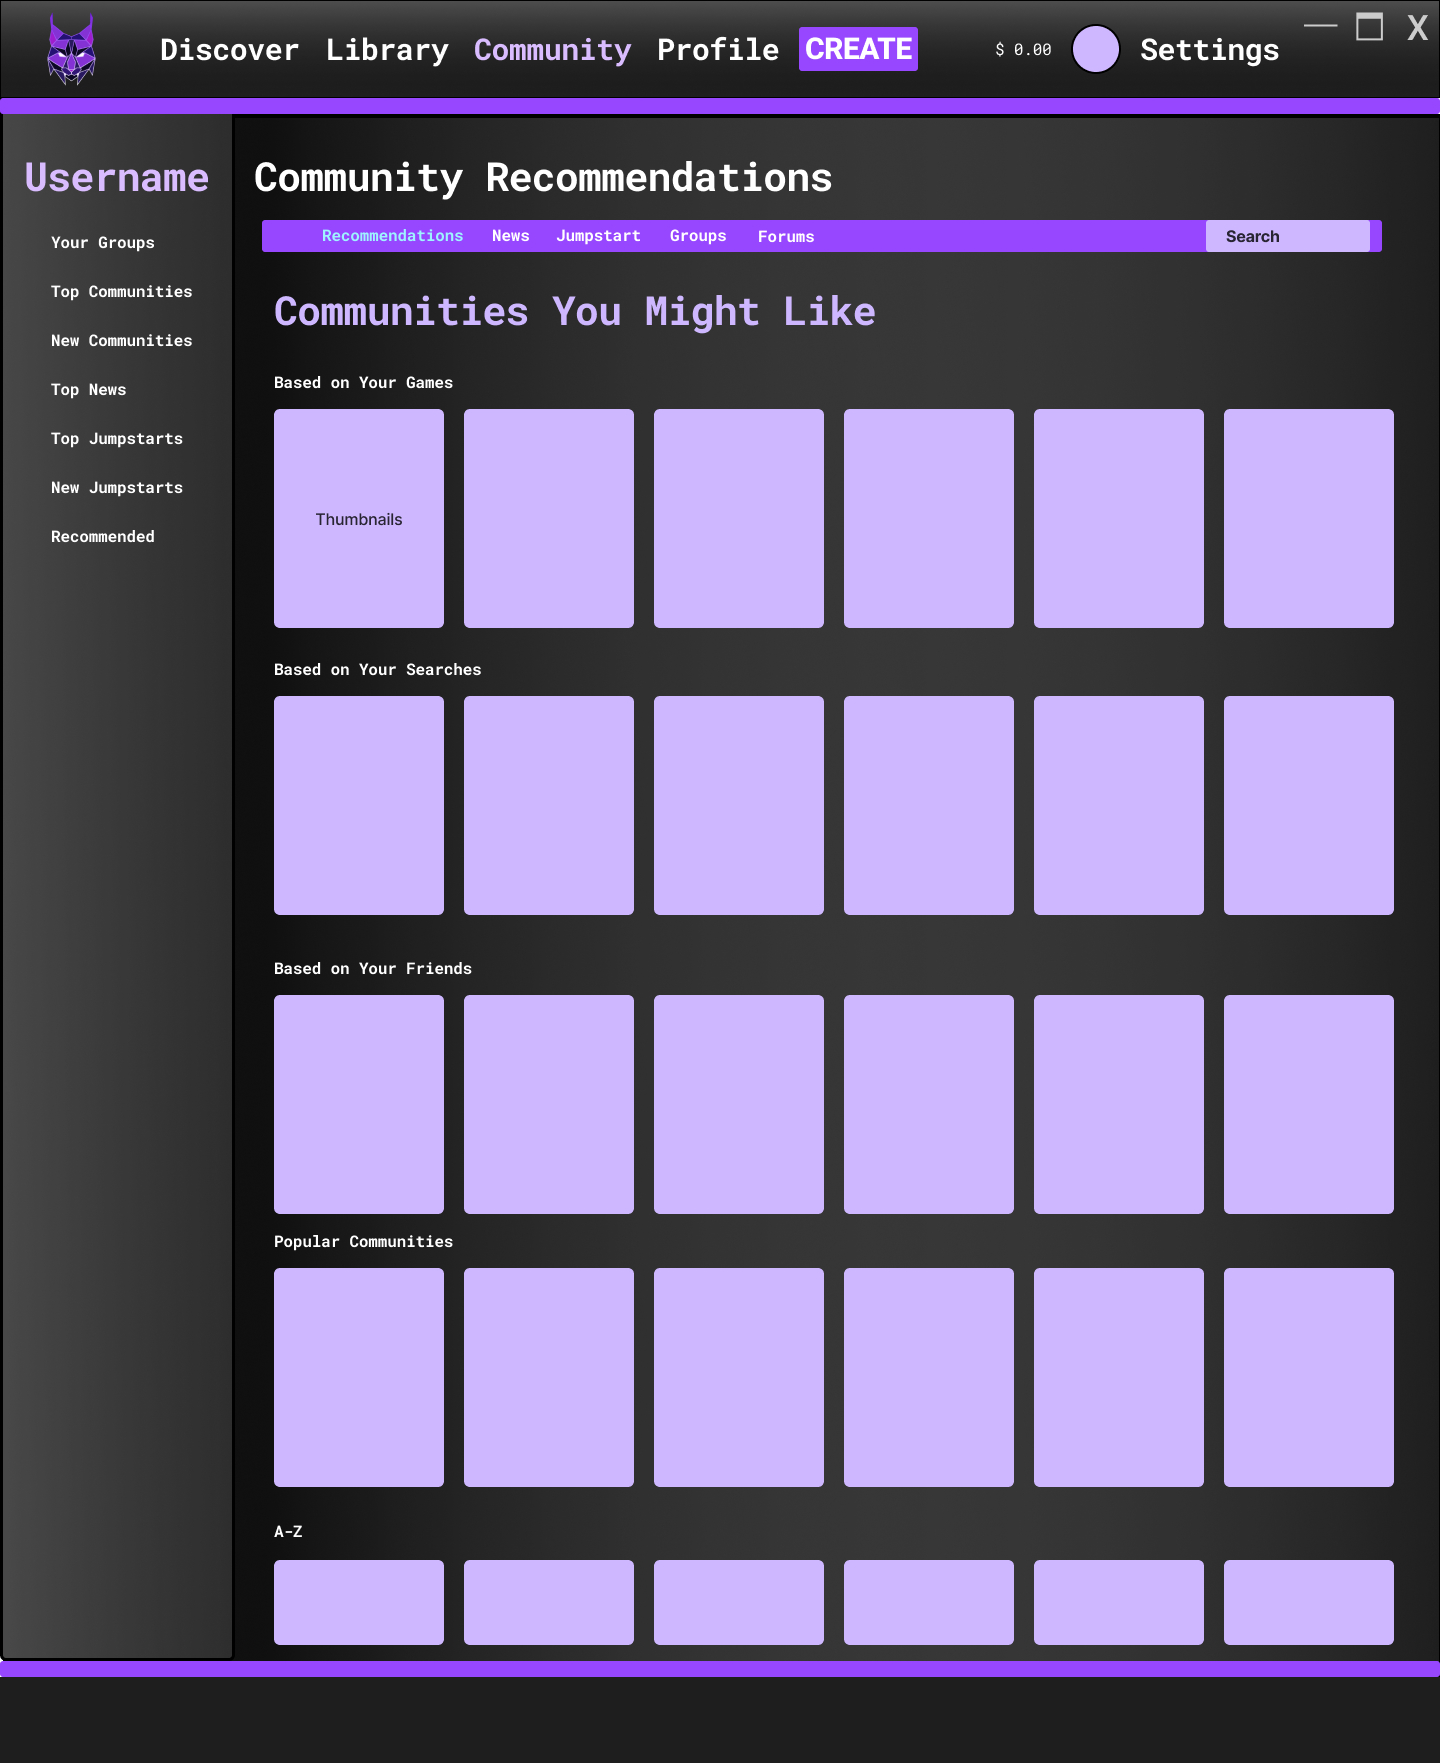 Discover Library Community Profile CREATE $ 0.00 Settings X
Username
Your Groups
Top Communities
New Communities
Top News
Top Jumpstarts
New Jumpstarts
Recommended
Community Recommendations
Recommendations News Jumpstart Groups Forums Search
Communities You Might Like
Based on Your Games
Thumbnails
Based on Your Searches
Based on Your Friends
Popular Communities
A-Z